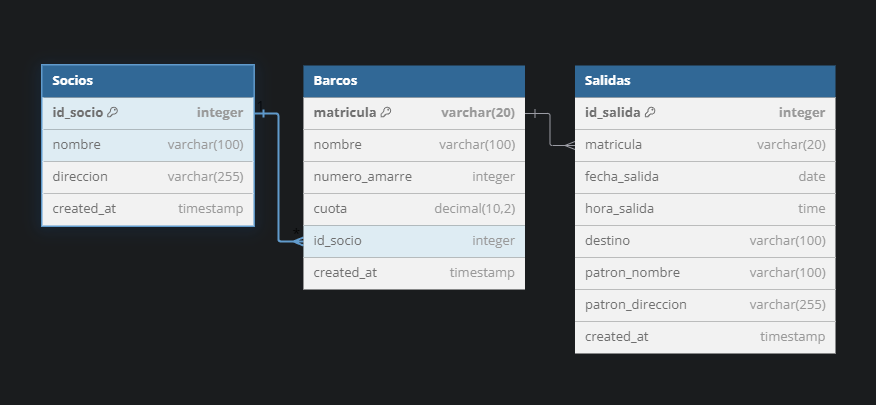 Socios
id_socio integer
nombre varchar(100)
direccion varchar(255)
created_at timestamp
Barcos
matricula varchar(20)
nombre varchar(100)
numero_amarre integer
cuota decimal(10,2)
id_socio integer
created_at timestamp
Salidas
id_salida integer
matricula varchar(20)
fecha_salida date
hora_salida time
destino varchar(100)
patron_nombre varchar(100)
patron_direccion varchar(255)
created_at timestamp